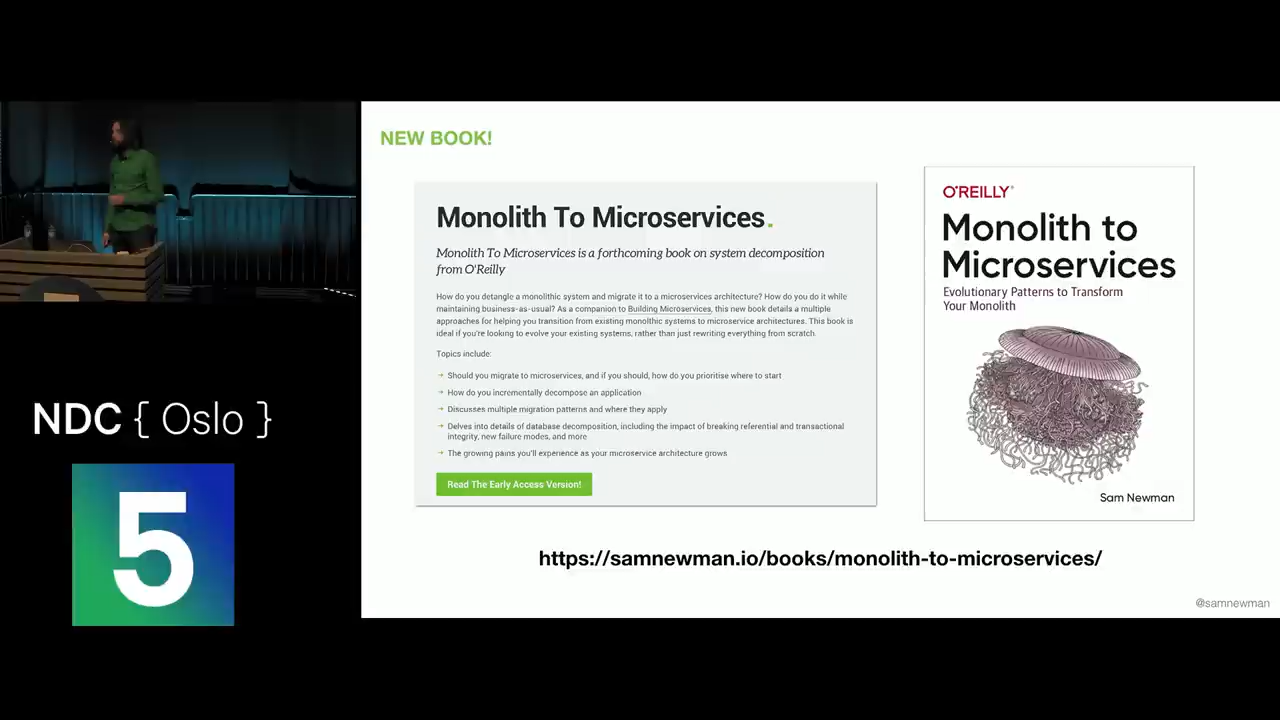 NEW BOOK!
Monolith To Microservices.
Monolith To Microservices is a forthcoming book on system decomposition
from O'Reilly
How do you detangle a monolithic system and migrate it to a microservices architecture? How do you do it while
maintaining business-as-usual? As a companion to Building Microservices, this new book details a multiple
approaches for helping you transition from existing monolthic systems to microservice architectures. This book is
ideal if you're looking to evolve your existing systems, rather than just rewriting everything from scratch.
Topics include:
→ Should you migrate to microservices, and if you should, how do you prioritise where to start
→ How do you incrementally decompose an application
→ Discusses multiple migration patterns and where they apply
→ Delves into details of database decomposition, including the impact of breaking referential and transactional
integrity, new failure modes, and more
→ The growing pains you'll experience as your microservice architecture grows
Read The Early Access Version!
O'REILLY®
Monolith to
Microservices
Evolutionary Patterns to Transform
Your Monolith
Sam Newman
https://samnewman.io/books/monolith-to-microservices/
@samnewman
NDC { Oslo }
5